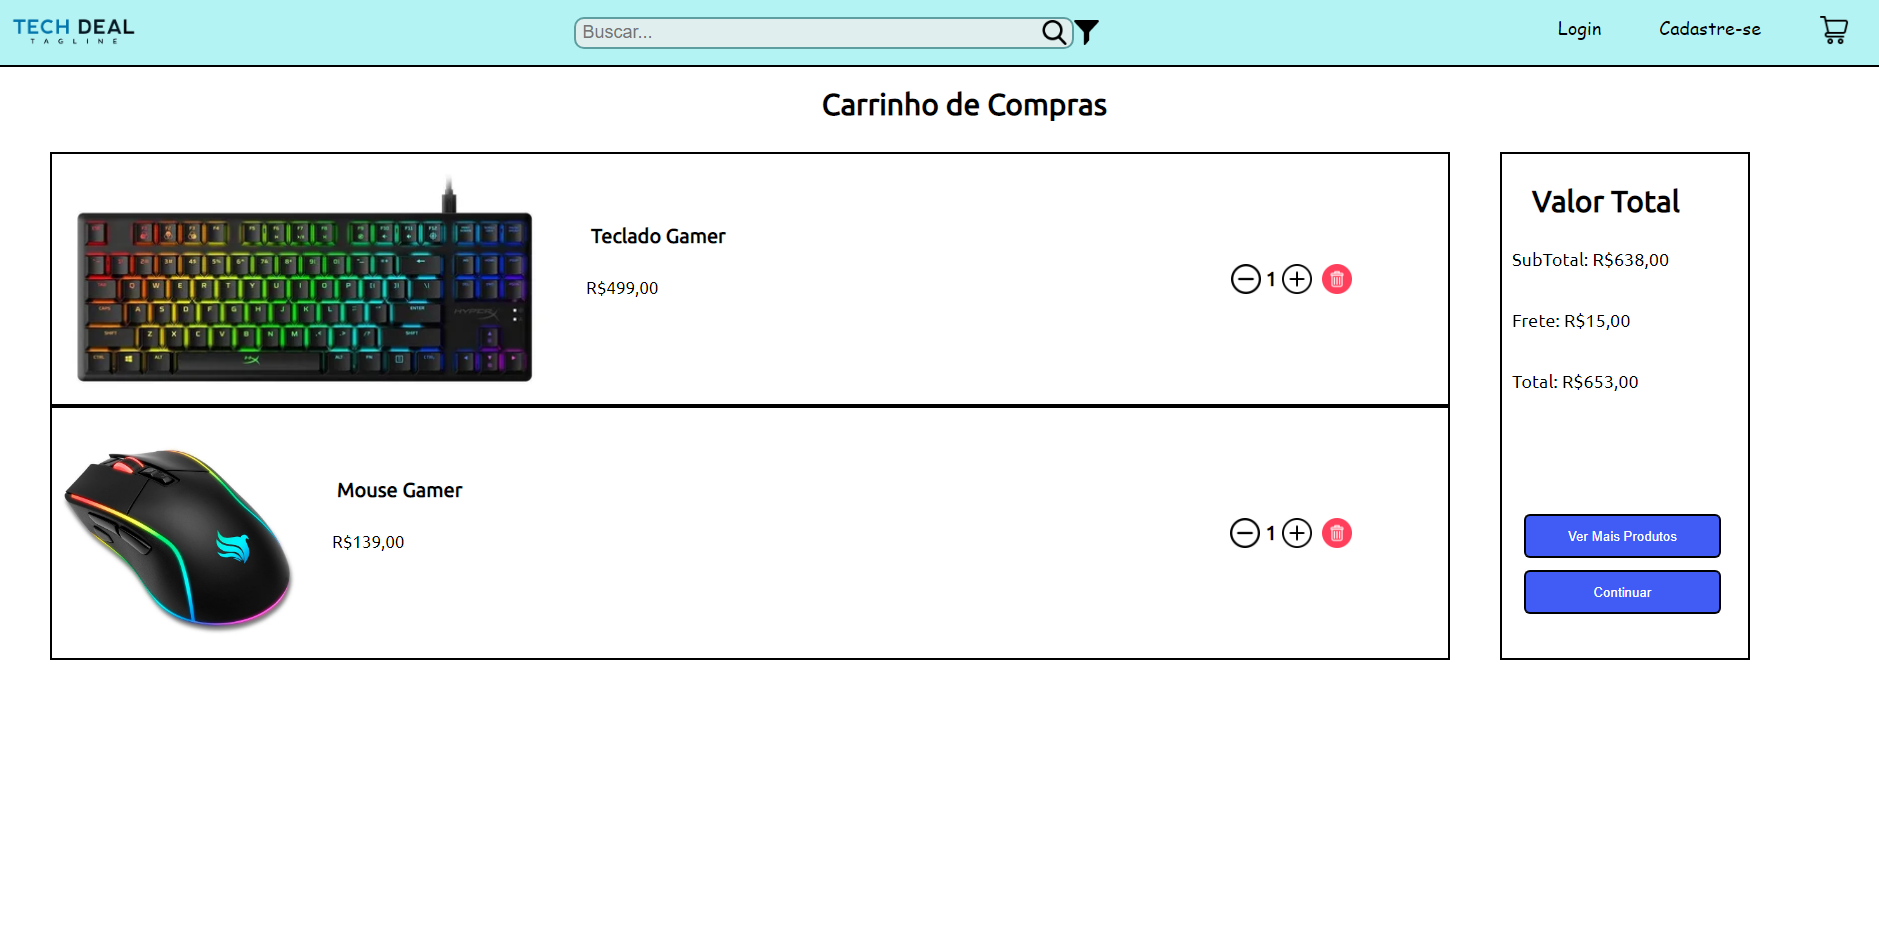 TECH DEAL
TAGLINE
Buscar...
Login
Cadastre-se
Carrinho de Compras
Teclado Gamer
R$499,00
1
HYPERX
Mouse Gamer
R$139,00
1
Valor Total
SubTotal: R$638,00
Frete: R$15,00
Total: R$653,00
Ver Mais Produtos
Continuar